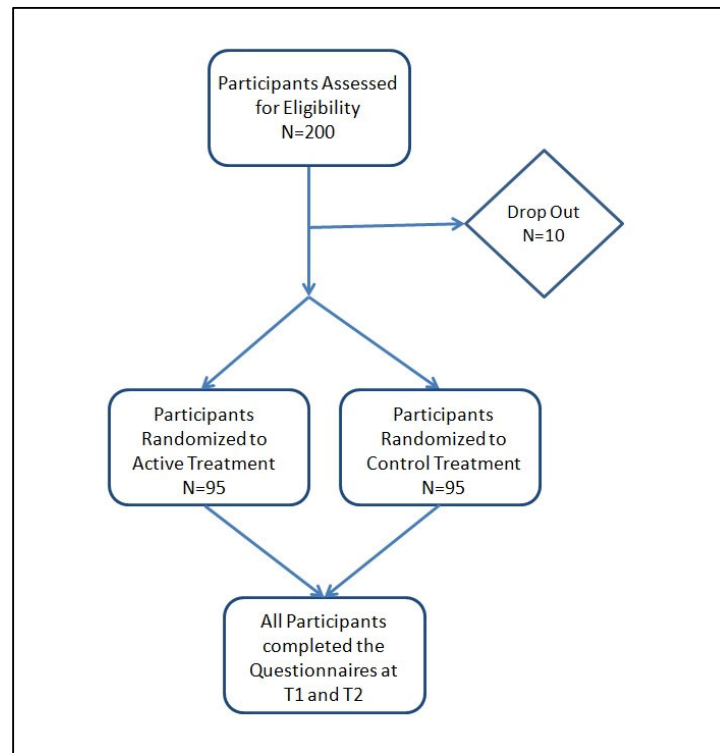 Participants Assessed
for Eligibility
N=200
Drop Out
N=10
Participants
Randomized to
Active Treatment
N=95
Participants
Randomized to
Control Treatment
N=95
All Participants
completed the
Questionnaires at
T1 and T2